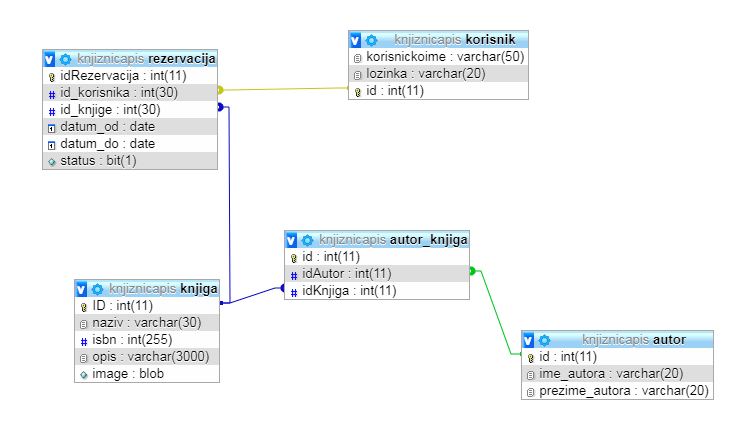 knjiznicapis korisnik
korisnickoime : varchar(50)
lozinka : varchar(20)
id : int(11)
knjiznicapis rezervacija
idRezervacija : int(11)
id_korisnika : int(30)
id_knjige : int(30)
datum_od : date
datum_do : date
status : bit(1)
knjiznicapis autor_knjiga
id : int(11)
idAutor : int(11)
idKnjiga : int(11)
knjiznicapis knjiga
ID : int(11)
naziv : varchar(30)
isbn : int(255)
opis : varchar(3000)
image : blob
knjiznicapis autor
id : int(11)
ime_autora : varchar(20)
prezime_autora : varchar(20)